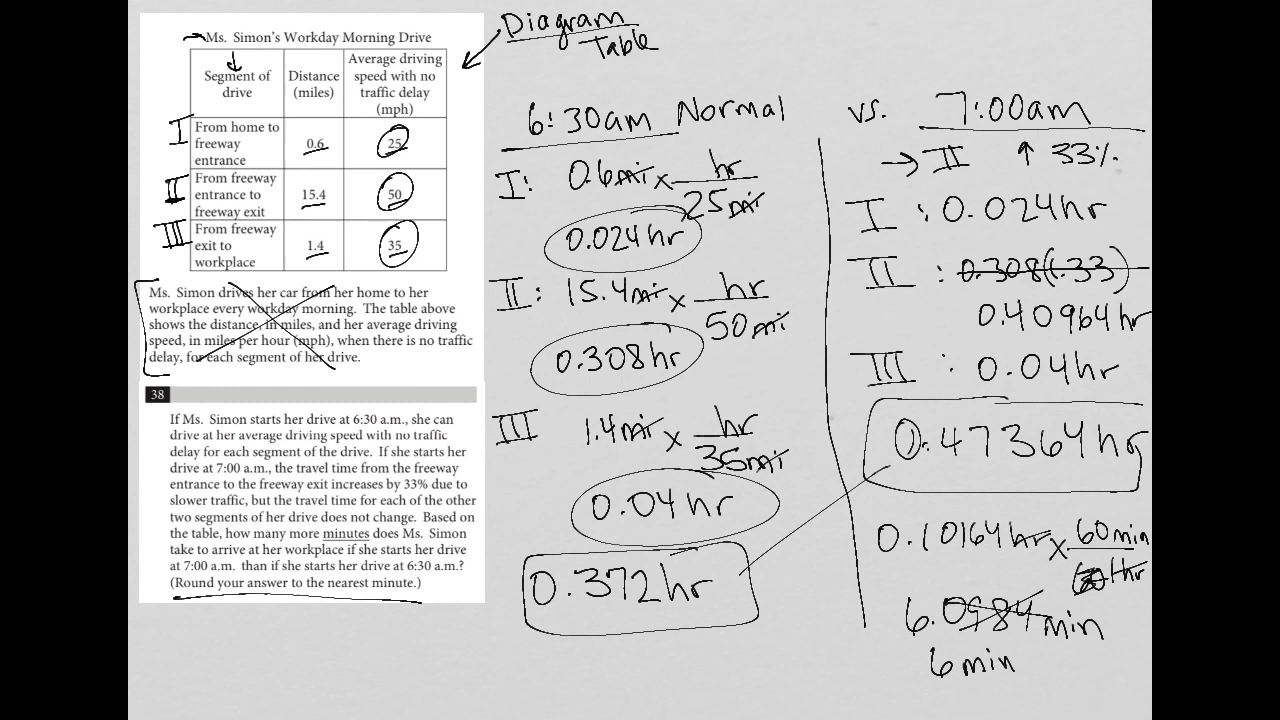 Ms. Simon's Workday Morning Drive
Segment of drive
Distance (miles)
Average driving speed with no traffic delay (mph)
I
From home to freeway entrance
0.6
25
II
From freeway entrance to freeway exit
15.4
50
III
From freeway exit to workplace
1.4
35
Ms. Simon drives her car from her home to her
workplace every workday morning. The table above
shows the distance, in miles, and her average driving
speed, in miles per hour (mph), when there is no traffic
delay, for each segment of her drive.
38
If Ms. Simon starts her drive at 6:30 a.m., she can
drive at her average driving speed with no traffic
delay for each segment of the drive. If she starts her
drive at 7:00 a.m., the travel time from the freeway
entrance to the freeway exit increases by 33% due to
slower traffic, but the travel time for each of the other
two segments of her drive does not change. Based on
the table, how many more minutes does Ms. Simon
take to arrive at her workplace if she starts her drive
at 7:00 a.m. than if she starts her drive at 6:30 a.m.?
(Round your answer to the nearest minute.)
Diagram
Table
6:30am Normal
I: 0.6mi x hr
25mi
0.024hr
II: 15.4mi x hr
50mi
0.308hr
III 1.4mi x hr
35mi
0.04hr
0.372hr
vs. 7:00am
→ II ↑ 33%
I : 0.024hr
II : 0.308(.33)
0.40964hr
III : 0.04hr
0.47364hr
0.10164hr x 60min
1hr
6.0984min
6min